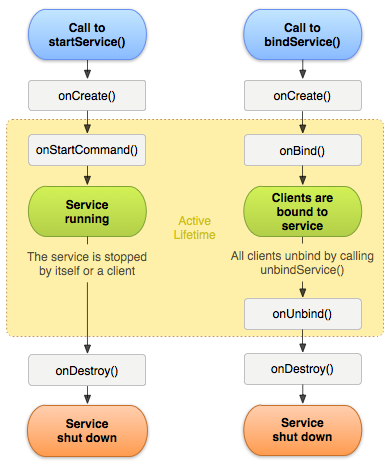 Call to
startService()
onCreate()
onStartCommand()
Service
running
The service is stopped
by itself or a client
onDestroy()
Service
shut down
Active
Lifetime
Call to
bindService()
onCreate()
onBind()
Clients are
bound to
service
All clients unbind by calling
unbindService()
onUnbind()
onDestroy()
Service
shut down